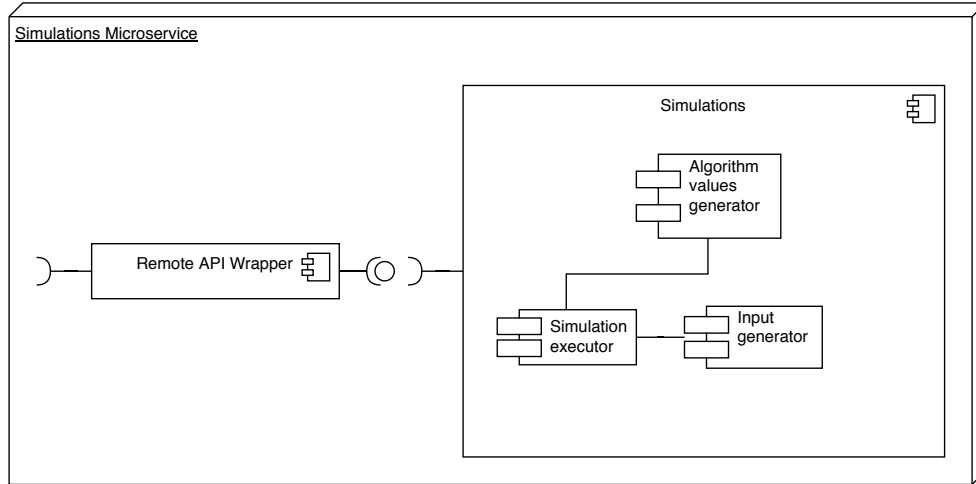 Simulations Microservice
Simulations
Algorithm
values
generator
Remote API Wrapper
Simulation
executor
Input
generator